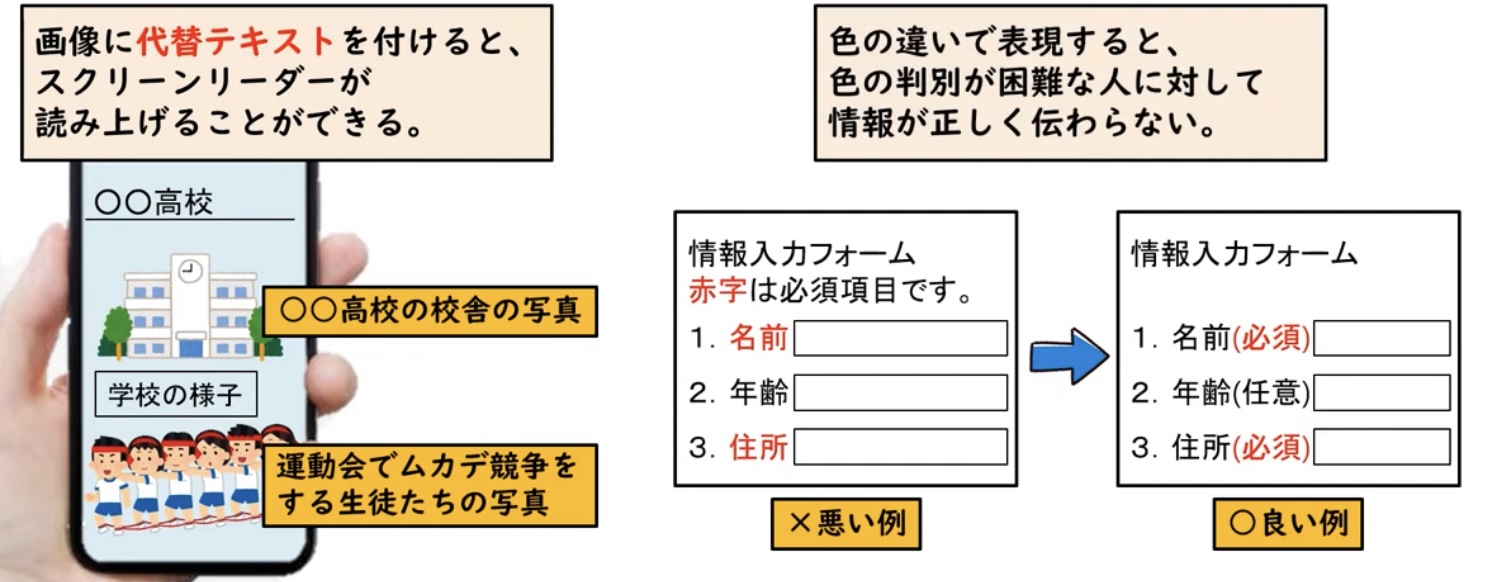 画像に代替テキストを付けると、
スクリーンリーダーが
読み上げることができる。
〇〇高校
〇〇高校の校舎の写真
学校の様子
運動会でムカデ競争を
する生徒たちの写真
色の違いで表現すると、
色の判別が困難な人に対して
情報が正しく伝わらない。
情報入力フォーム
赤字は必須項目です。
1. 名前
2. 年齢
3. 住所
×悪い例
情報入力フォーム
1. 名前(必須)
2. 年齢(任意)
3. 住所(必須)
〇良い例